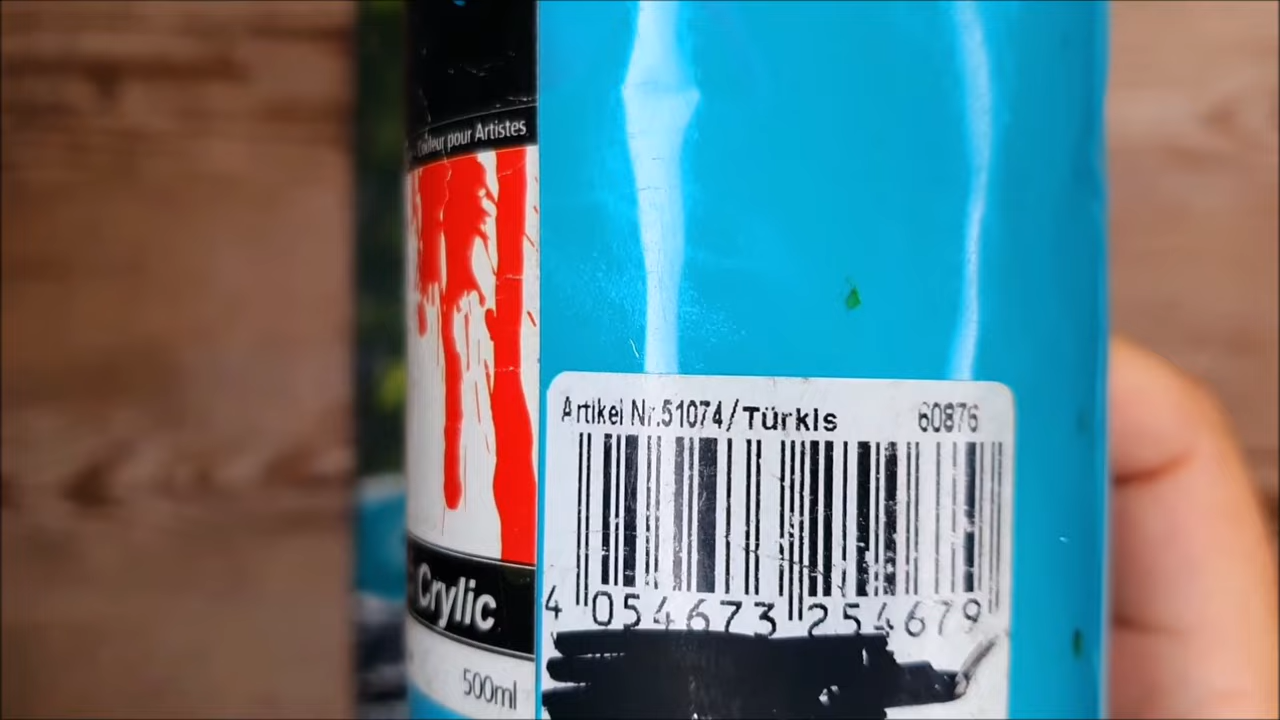 Couleur pour Artistes
Crylic
500ml
Artikel Nr.51074/Türkis 60876
4 054673 254679